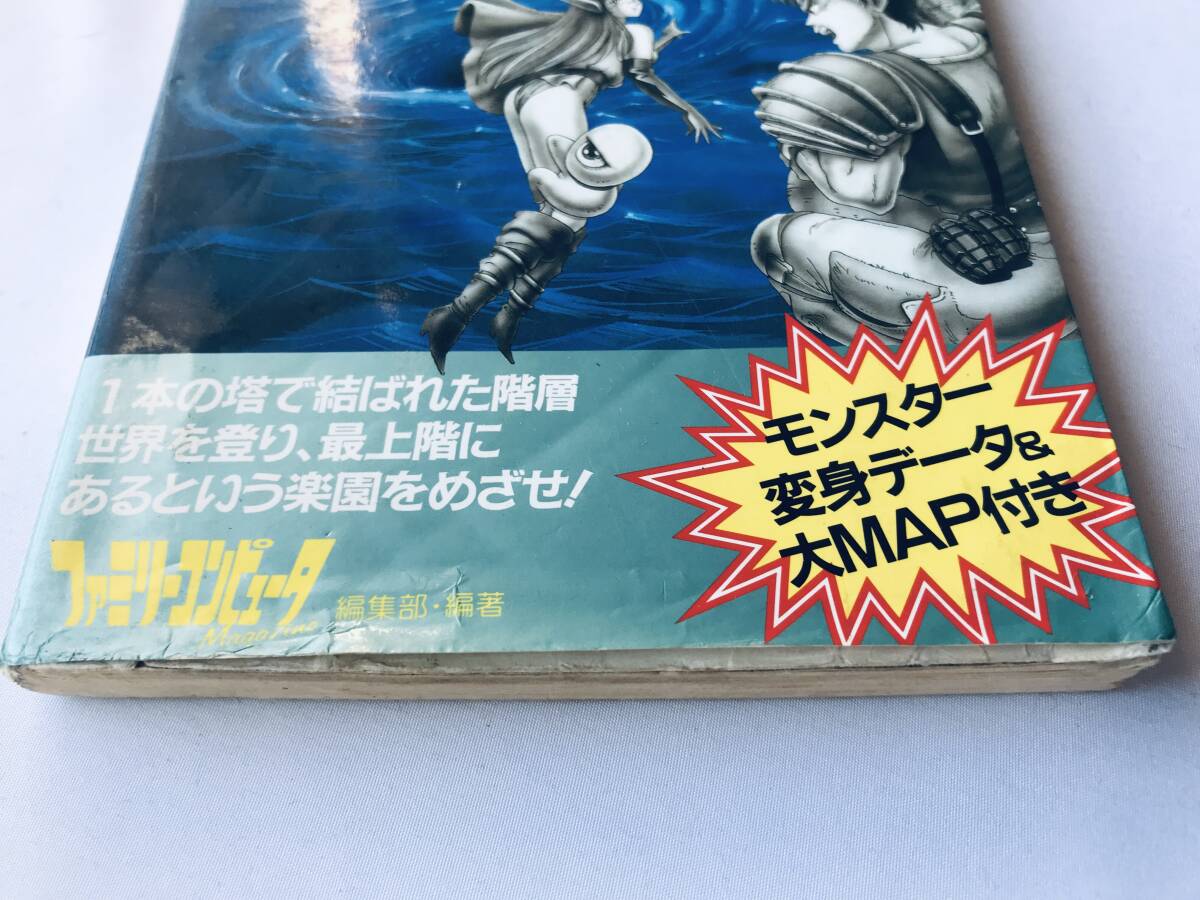 1本の塔で結ばれた階層
世界を登り、最上階に
あるという楽園をめざせ!
ファミリーコンピュータ
Magazine
編集部・編著
モンスター
変身データ&
大MAP付き